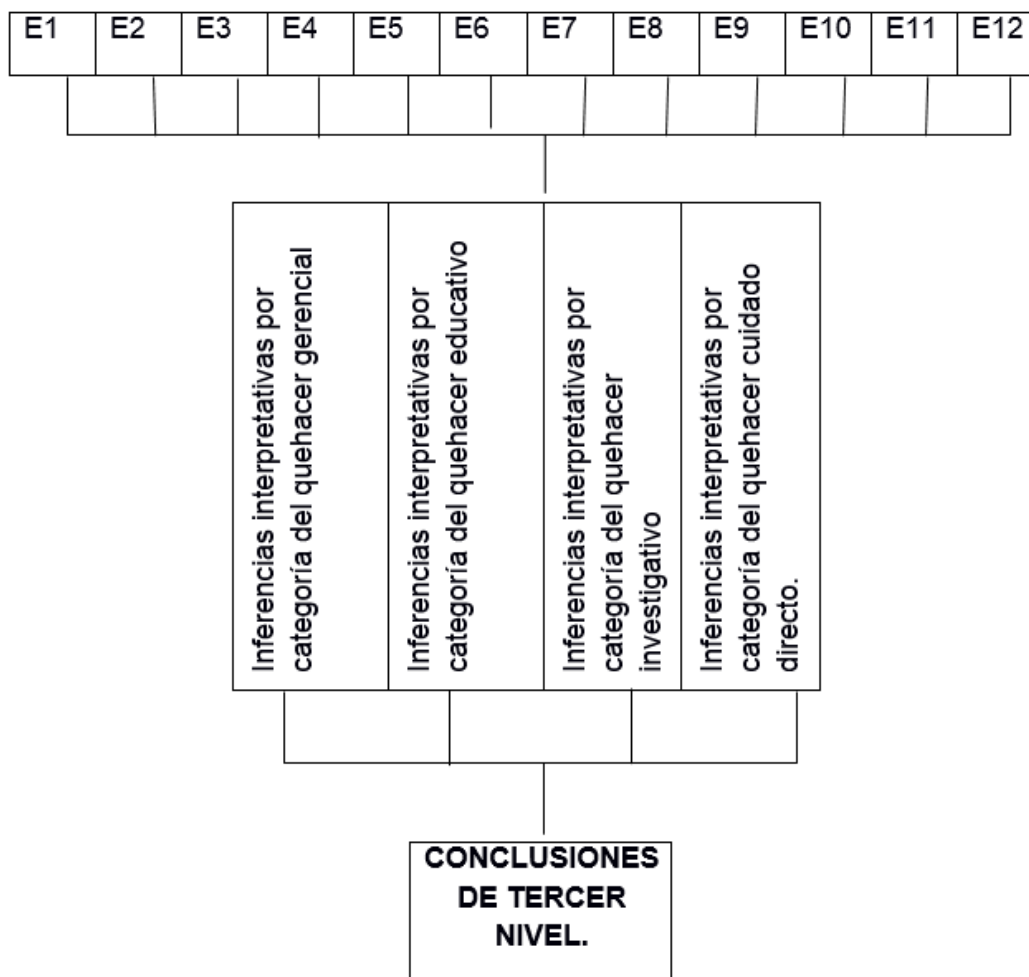 E1 E2 E3 E4 E5 E6 E7 E8 E9 E10 E11 E12
Inferencias interpretativas por
categoría del quehacer gerencial
Inferencias interpretativas por
categoría del quehacer educativo
Inferencias interpretativas por
categoría del quehacer
investigativo
Inferencias interpretativas por
categoría del quehacer cuidado
directo.
CONCLUSIONES
DE TERCER
NIVEL.